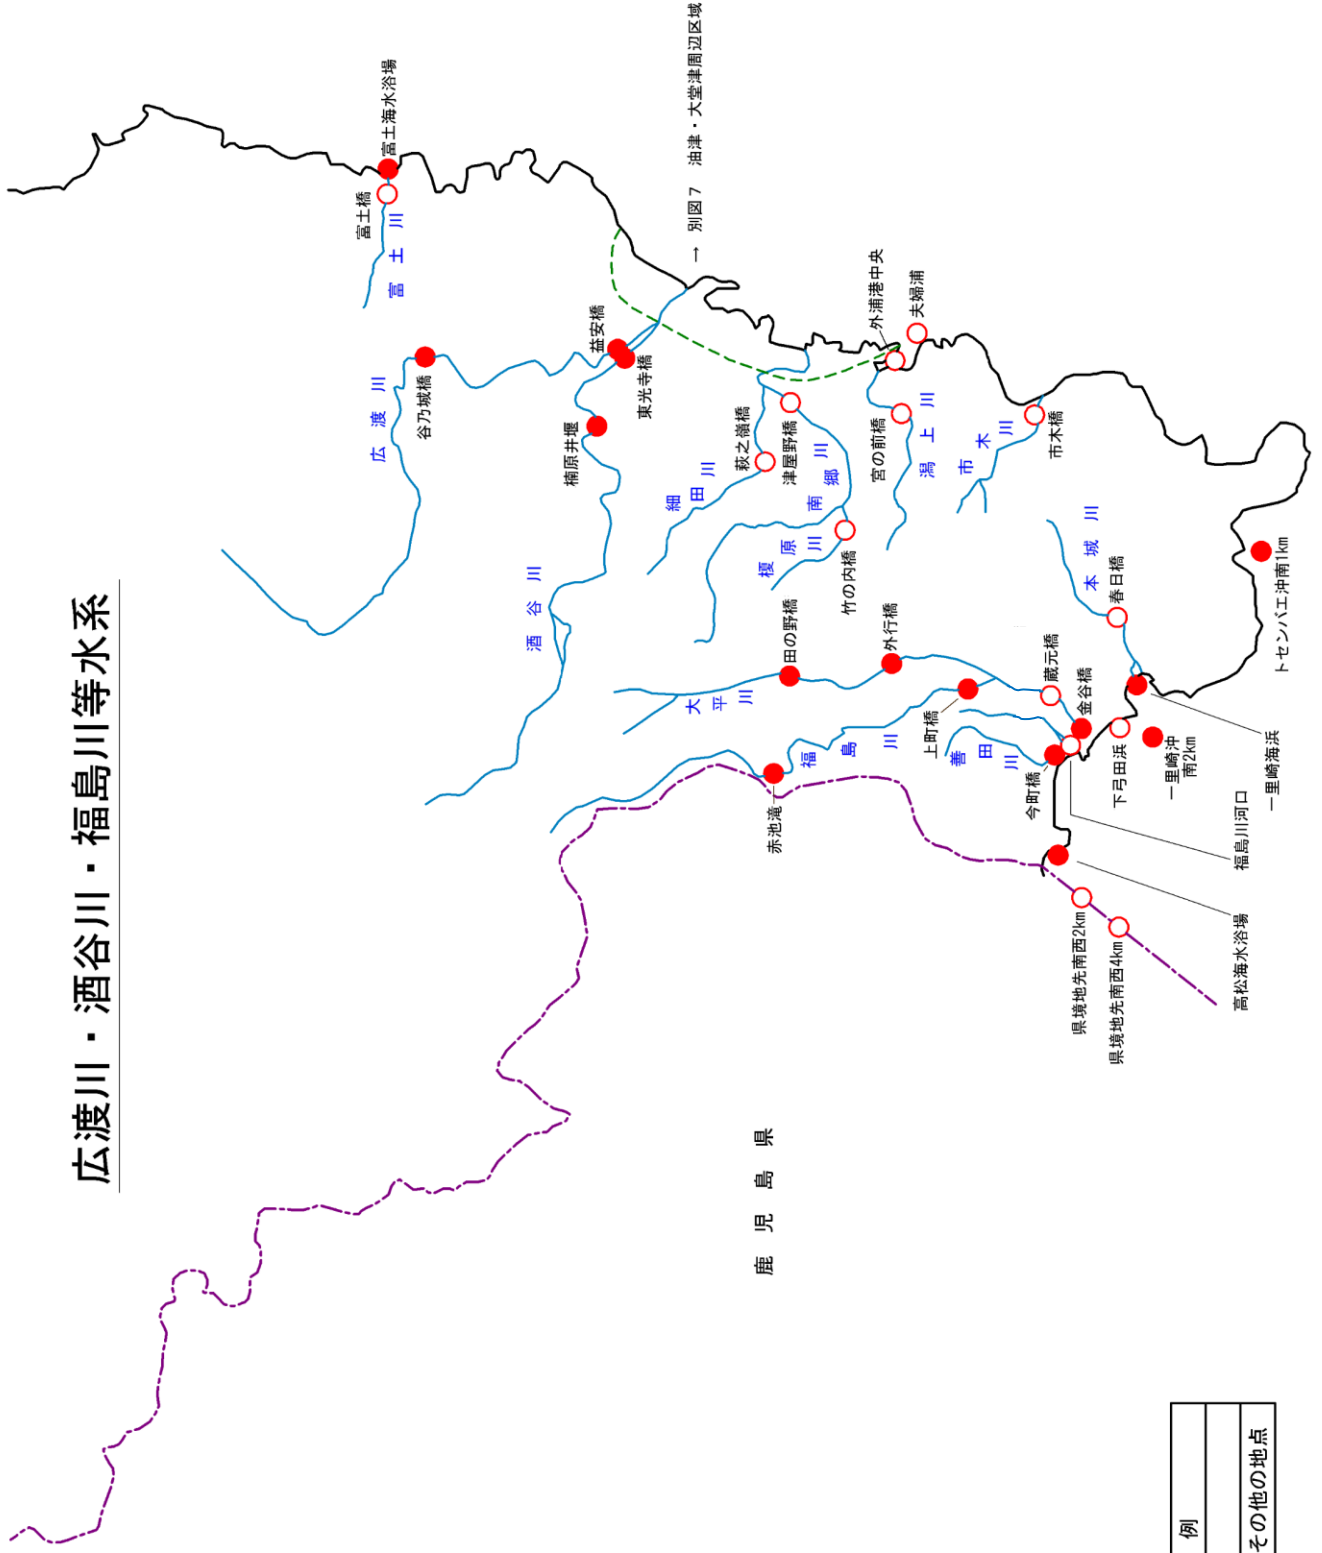 広渡川・酒谷川・福島川等水系
富土海水浴場
富土橋
富土川
→ 別図7 油津・大堂津周辺区域
広渡川
谷乃城橋
益安橋
東光寺橋
楠原井堰
酒谷川
細田川
萩之嶺橋
津屋野橋
南郷川
榎原川
竹の内橋
外浦港中央
夫婦浦
宮の前橋
潟上川
市木川
市木橋
本城川
春日橋
トセンバエ沖南1km
大平川
田の野橋
外行橋
蔵元橋
金谷橋
上町橋
福島川
善田川
今町橋
赤池滝
下弓田浜
一里崎沖
南2km
一里崎海浜
福島川河口
高松海水浴場
県境地先南西2km
県境地先南西4km
鹿児島県
例
その他の地点